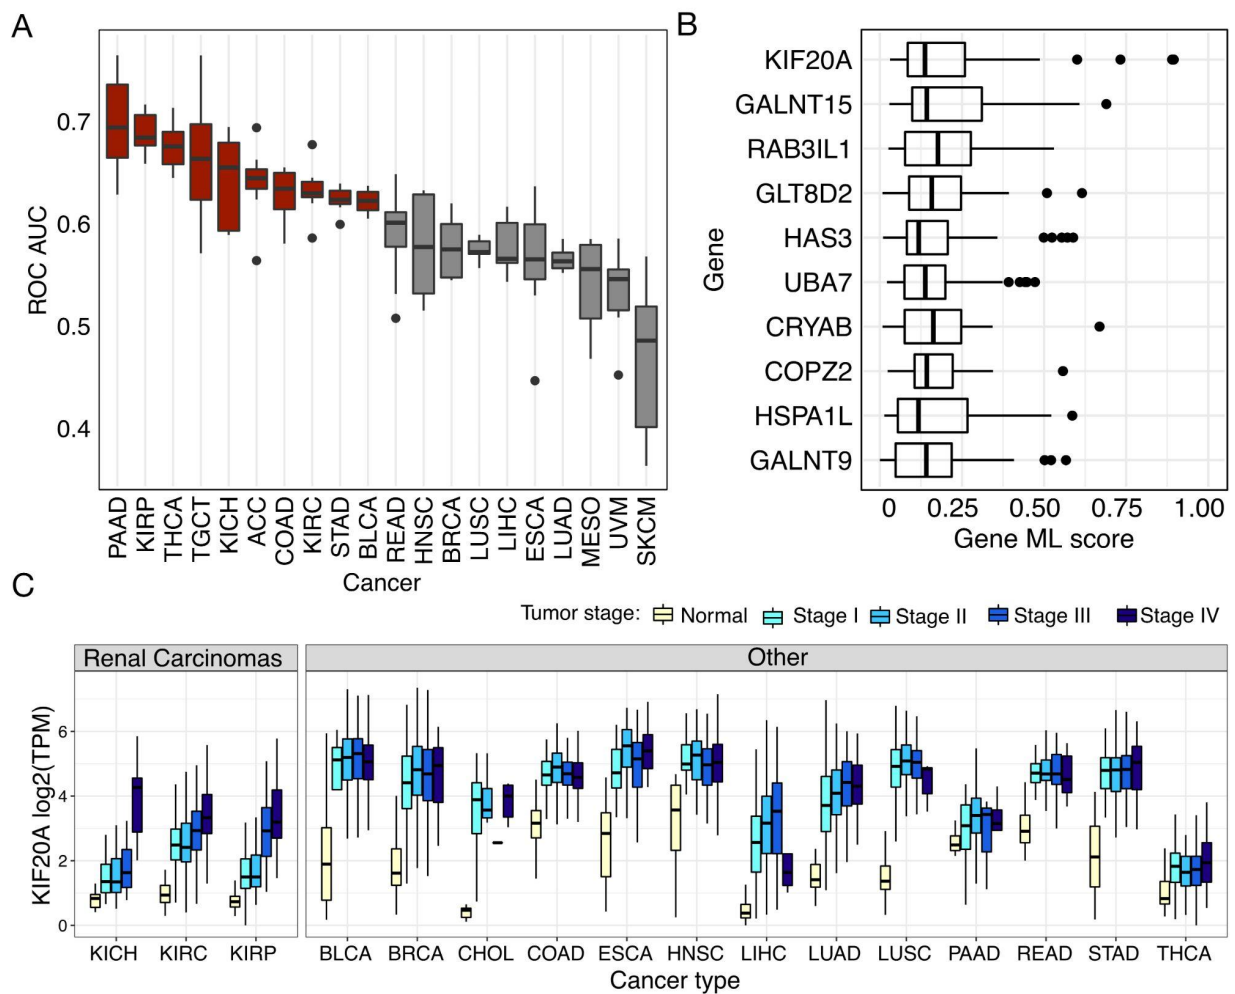 A
ROC AUC
0.7
0.6
0.5
0.4
PAAD
KIRP
THCA
TGCT
KICH
ACC
COAD
KIRC
STAD
BLCA
READ
HNSC
BRCA
LUSC
LIHC
ESCA
LUAD
MESO
UVM
SKCM
Cancer
B
Gene
KIF20A
GALNT15
RAB3IL1
GLT8D2
HAS3
UBA7
CRYAB
COPZ2
HSPA1L
GALNT9
0 0.25 0.50 0.75 1.00
Gene ML score
C
Tumor stage: Normal Stage I Stage II Stage III Stage IV
Renal Carcinomas Other
KIF20A log2(TPM)
6
4
2
0
KICH KIRC KIRP BLCA BRCA CHOL COAD ESCA HNSC LIHC LUAD LUSC PAAD READ STAD THCA
Cancer type